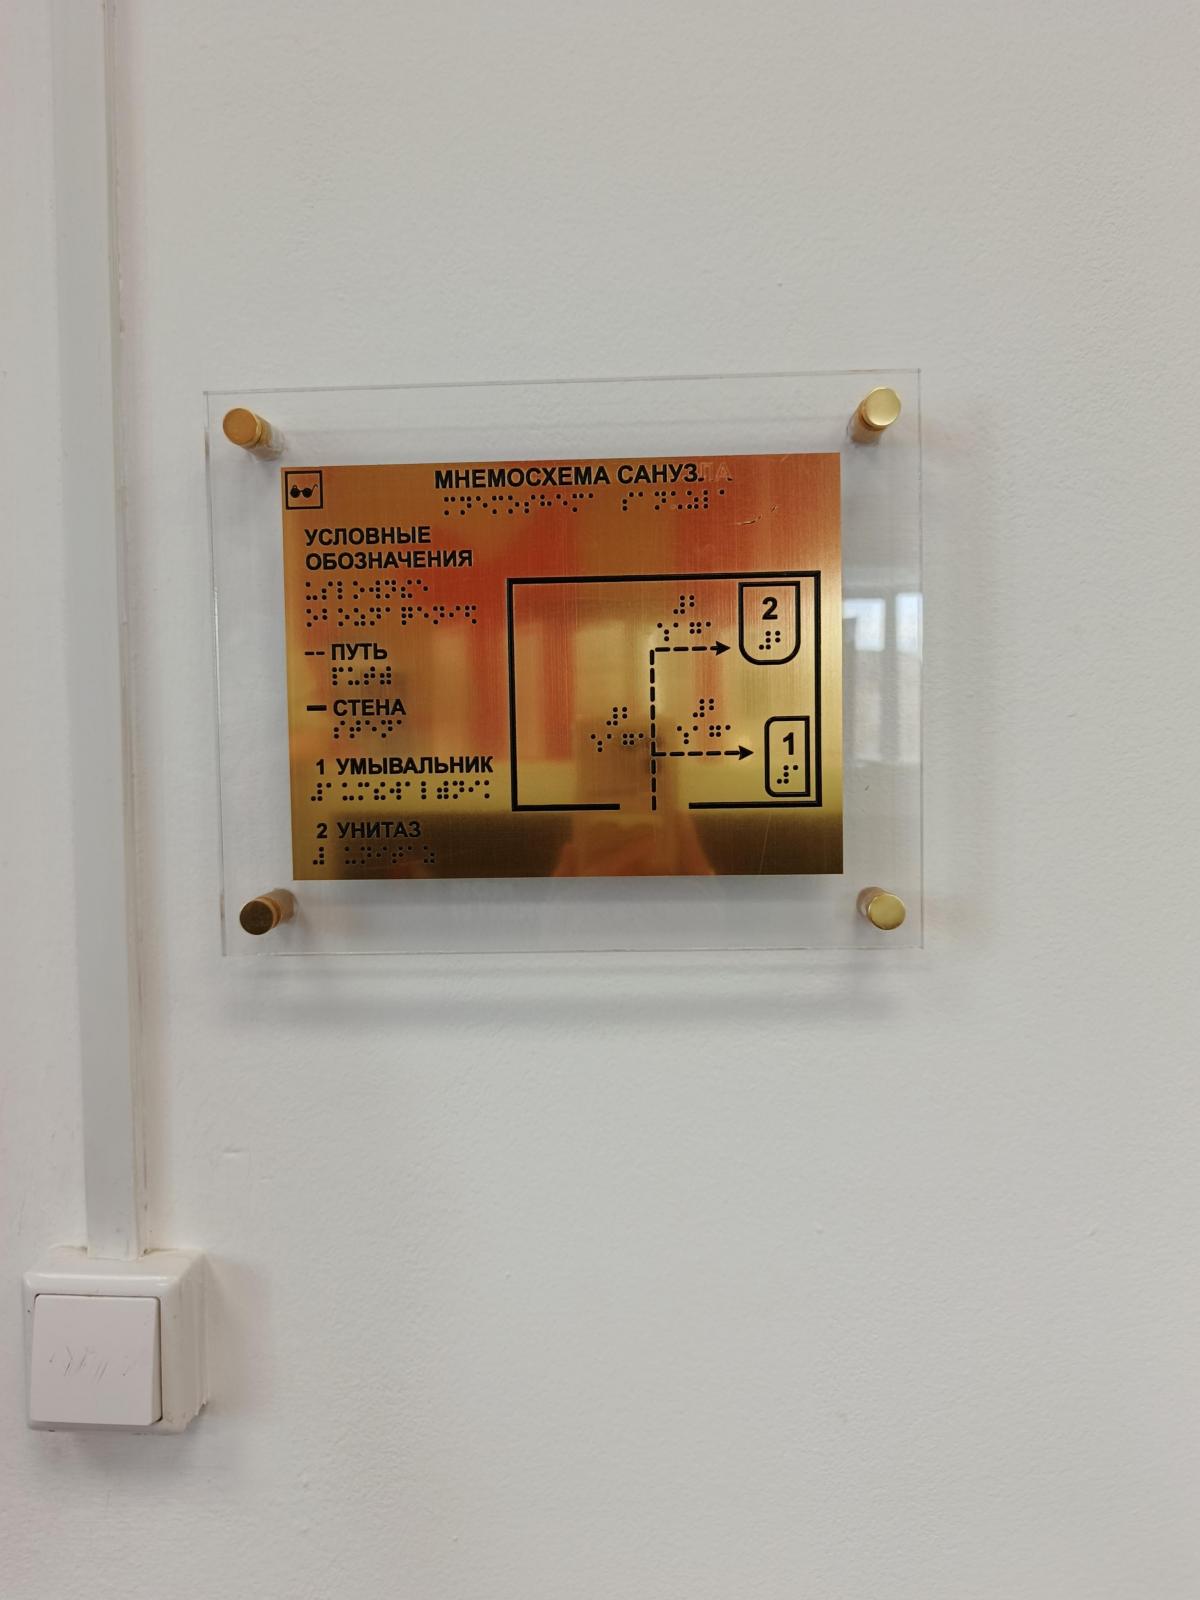 МНЕМОСХЕМА САНУЗЛА
УСЛОВНЫЕ
ОБОЗНАЧЕНИЯ
ПУТЬ
СТЕНА
1 УМЫВАЛЬНИК
2 УНИТАЗ
2
1